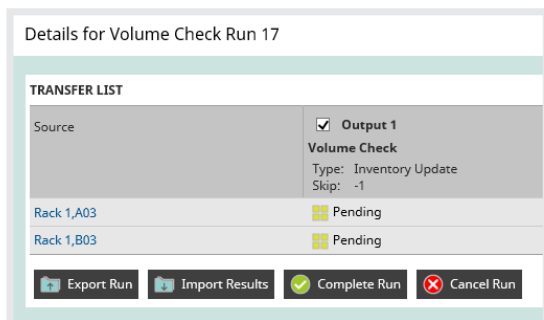 Details for Volume Check Run 17
TRANSFER LIST
Source
Output 1
Volume Check
Type: Inventory Update
Skip: -1
Rack 1,A03 Pending
Rack 1,B03 Pending
Export Run Import Results Complete Run Cancel Run